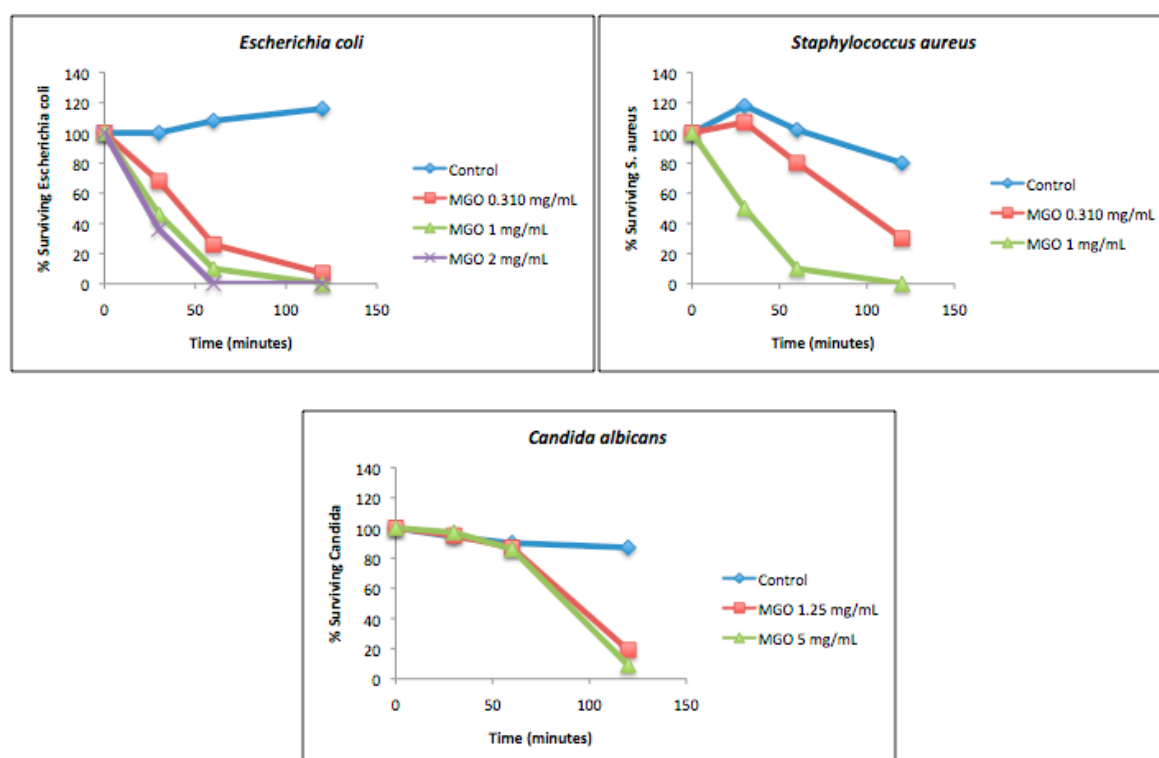 Escherichia coli
% Surviving Escherichia coli
140
120
100
80
60
40
20
0
0 50 100 150
Time (minutes)
Control
MGO 0.310 mg/mL
MGO 1 mg/mL
MGO 2 mg/mL
Staphylococcus aureus
% Surviving S. aureus
140
120
100
80
60
40
20
0
0 50 100 150
Time (minutes)
Control
MGO 0.310 mg/mL
MGO 1 mg/mL
Candida albicans
% Surviving Candida
140
120
100
80
60
40
20
0
0 50 100 150
Time (minutes)
Control
MGO 1.25 mg/mL
MGO 5 mg/mL